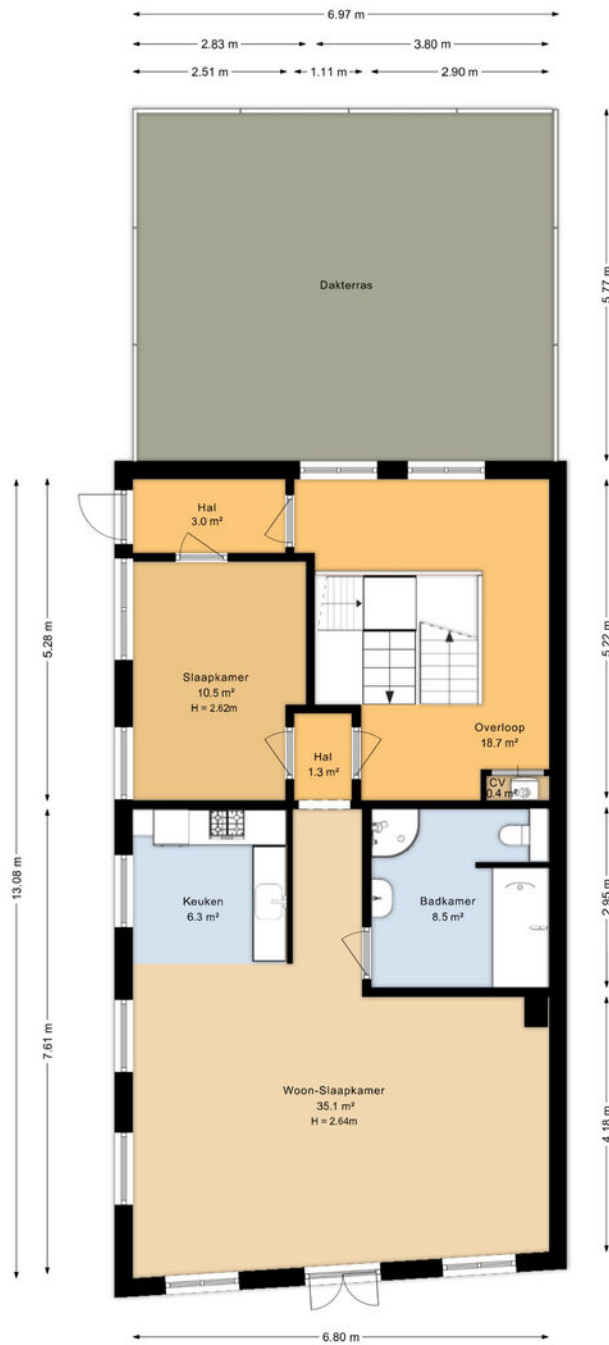 6.97 m
2.83 m
3.80 m
2.51 m
1.11 m
2.90 m
Dakterras
5.77 m
Hal
3.0 m²
5.28 m
5.22 m
Slaapkamer
10.5 m²
H = 2.62m
Overloop
18.7 m²
Hal
1.3 m²
CV
0.4 m²
13.08 m
Keuken
6.3 m²
Badkamer
8.5 m²
2.95 m
7.61 m
Woon-Slaapkamer
35.1 m²
H = 2.64m
4.18 m
6.80 m